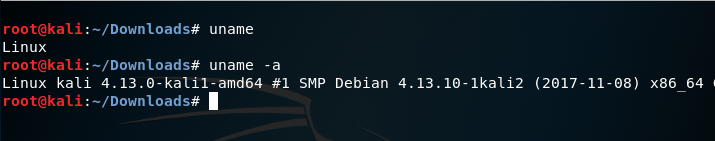 root@kali:~/Downloads# uname
Linux
root@kali:~/Downloads# uname -a
Linux kali 4.13.0-kali1-amd64 #1 SMP Debian 4.13.10-1kali2 (2017-11-08) x86_64
root@kali:~/Downloads#